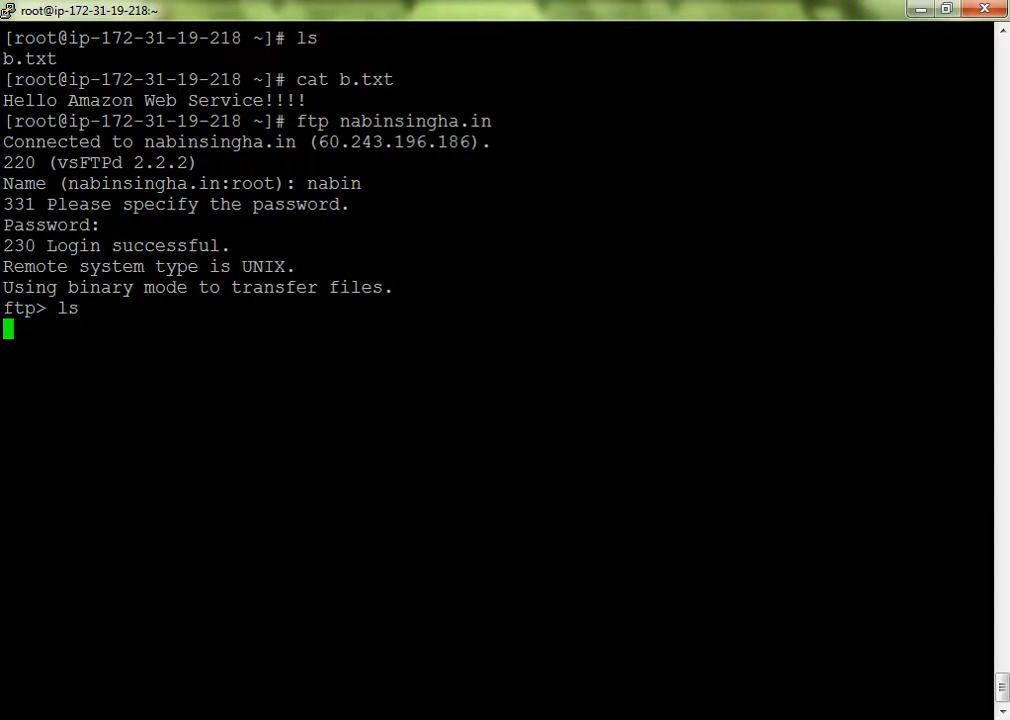 root@ip-172-31-19-218:~
[root@ip-172-31-19-218 ~]# ls
b.txt
[root@ip-172-31-19-218 ~]# cat b.txt
Hello Amazon Web Service!!!!
[root@ip-172-31-19-218 ~]# ftp nabinsingha.in
Connected to nabinsingha.in (60.243.196.186).
220 (vsFTPd 2.2.2)
Name (nabinsingha.in:root): nabin
331 Please specify the password.
Password:
230 Login successful.
Remote system type is UNIX.
Using binary mode to transfer files.
ftp> ls